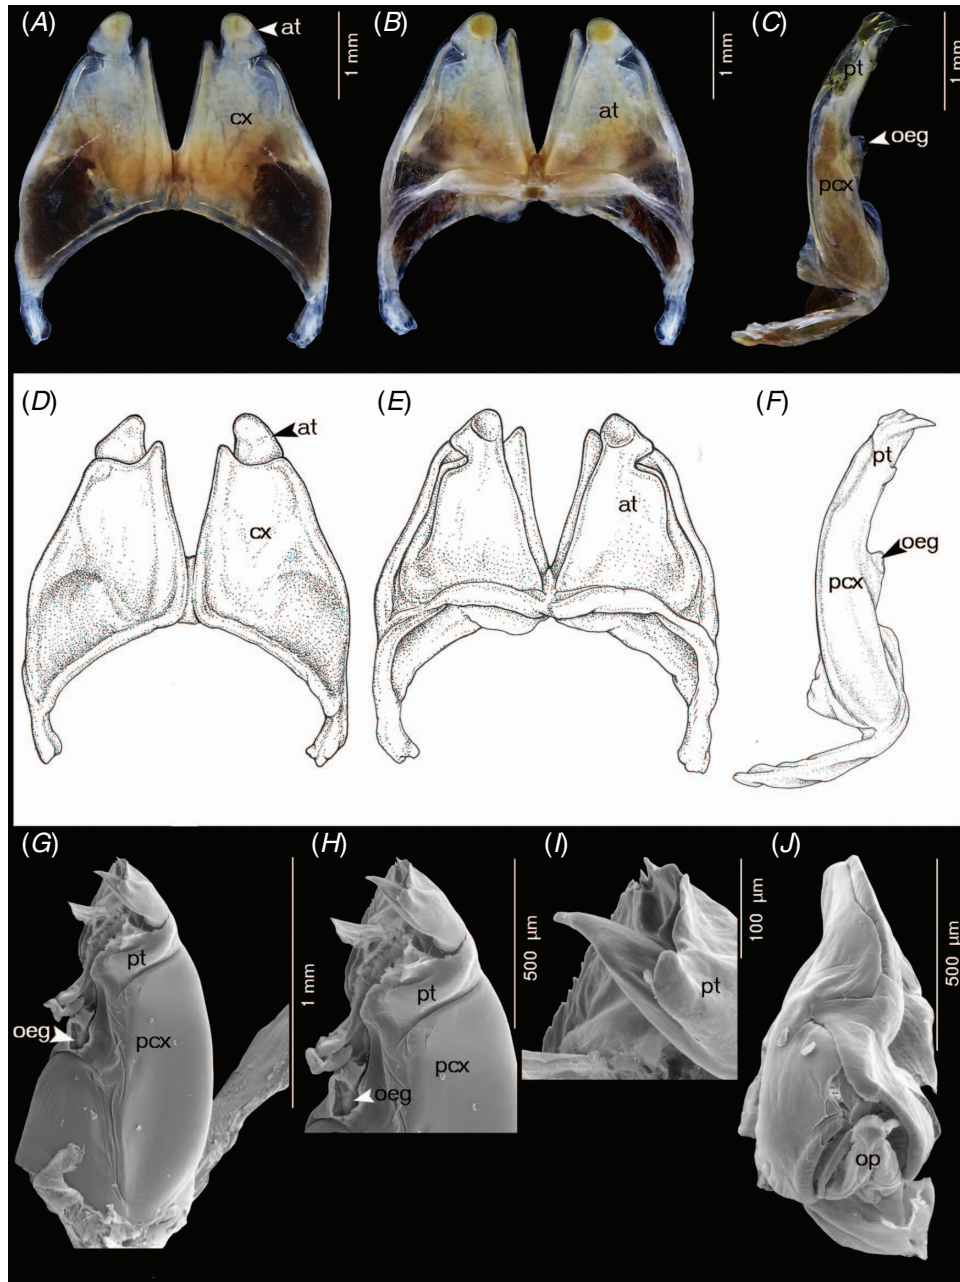 (A)
at
1 mm
cx
(B)
1 mm
at
(C)
1 mm
pt
oeg
pcx
(D)
at
cx
(E)
at
(F)
pt
oeg
pcx
(G)
pt
1 mm
oeg
pcx
(H)
500 µm
pt
pcx
oeg
(I)
100 µm
pt
(J)
500 µm
op